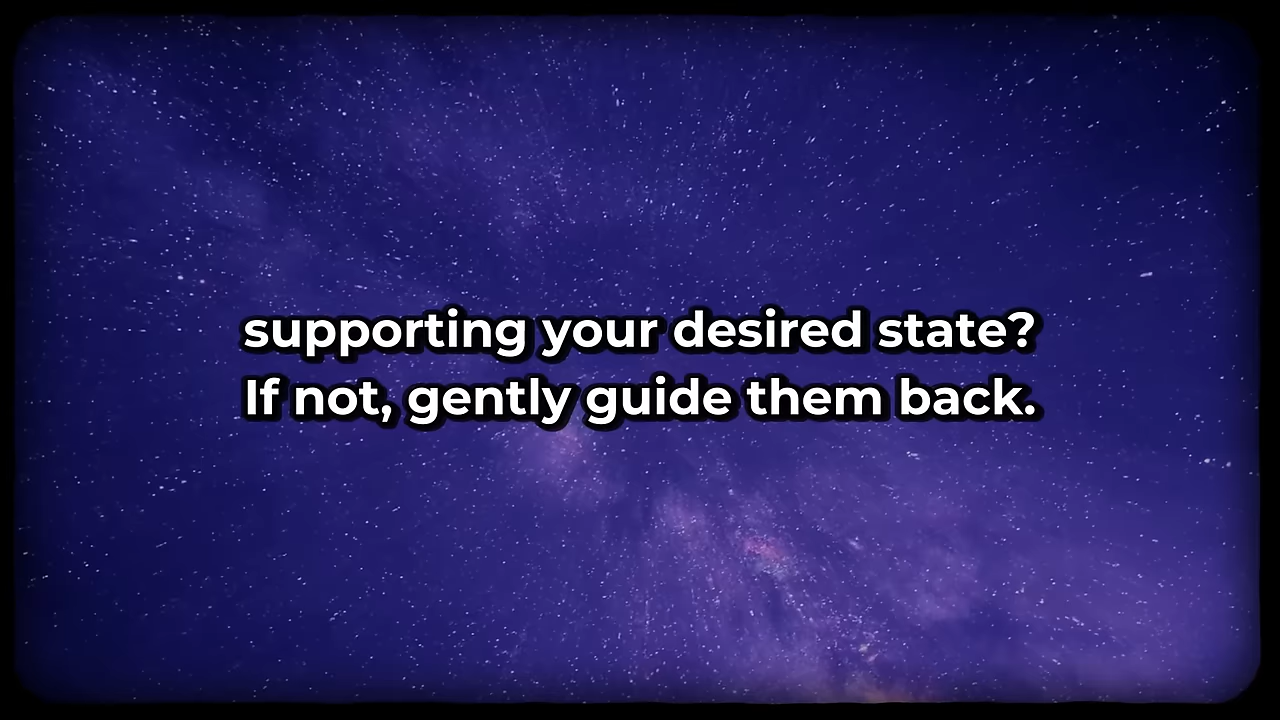 supporting your desired state?
If not, gently guide them back.